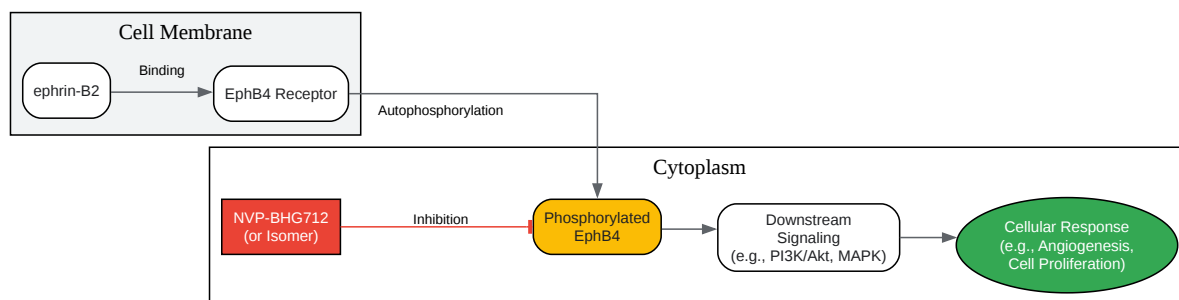 Cell Membrane
ephrin-B2
Binding
EphB4 Receptor
Autophosphorylation
Cytoplasm
NVP-BHG712
(or Isomer)
Inhibition
Phosphorylated
EphB4
Downstream
Signaling
(e.g., PI3K/Akt, MAPK)
Cellular Response
(e.g., Angiogenesis,
Cell Proliferation)